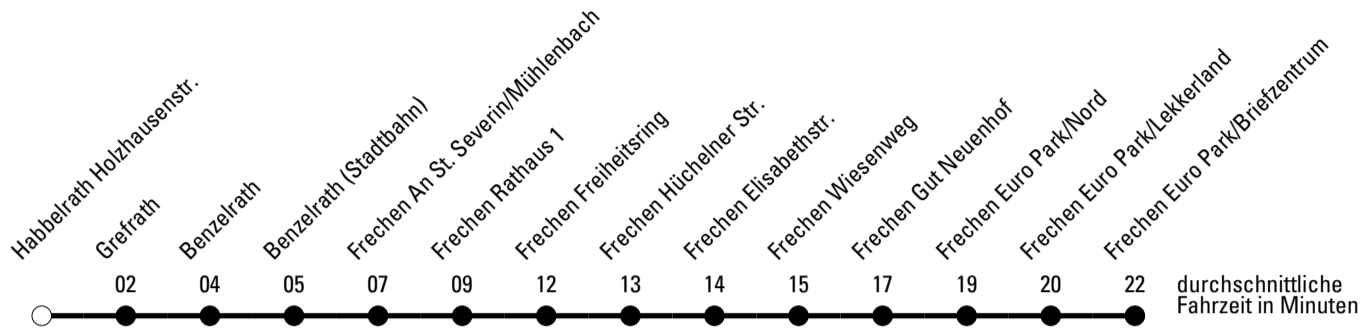 Habbelrath Holzhausenstr.
Grefrath
Benzelrath
Benzelrath (Stadtbahn)
Frechen An St. Severin/Mühlenbach
Frechen Rathaus 1
Frechen Freiheitsring
Frechen Hüchelner Str.
Frechen Elisabethstr.
Frechen Wiesenweg
Frechen Gut Neuenhof
Frechen Euro Park/Nord
Frechen Euro Park/Lekkerland
Frechen Euro Park/Briefzentrum
02 04 05 07 09 12 13 14 15 17 19 20 22
durchschnittliche
Fahrzeit in Minuten